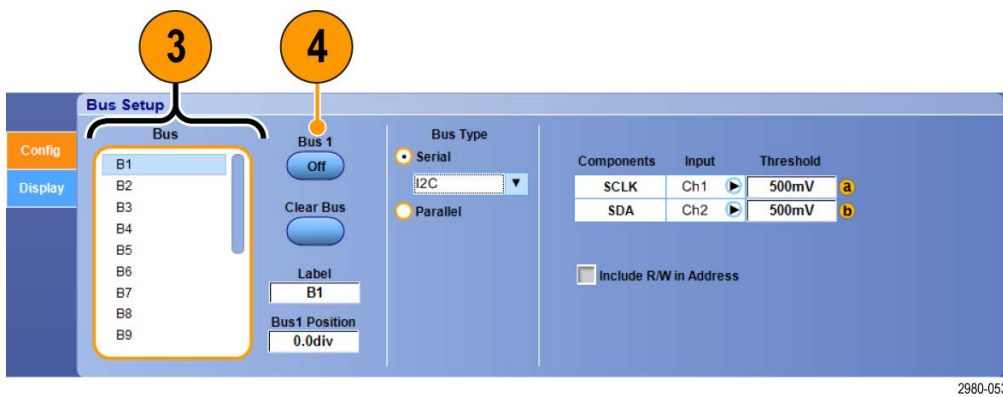 3
4
Bus Setup
Config
Display
Bus
B1
B2
B3
B4
B5
B6
B7
B8
B9
Bus 1
Off
Clear Bus
Label
B1
Bus1 Position
0.0div
Bus Type
Serial
I2C
Parallel
Components Input Threshold
SCLK Ch1 500mV a
SDA Ch2 500mV b
Include R/W in Address
2980-053